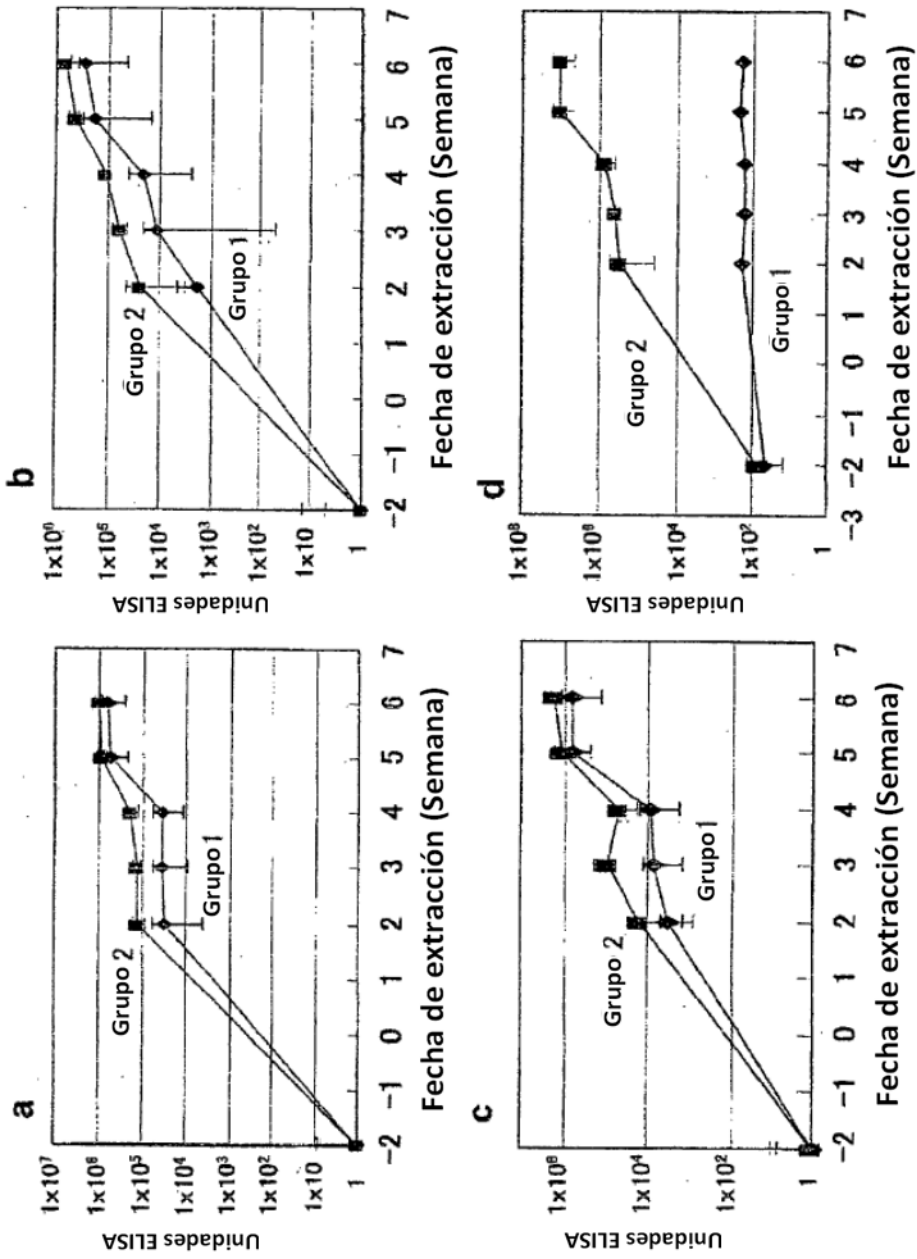 a
Unidades ELISA
1x10⁷
1x10⁶
1x10⁵
1x10⁴
1x10³
1x10²
1x10
1
Grupo 2
Grupo 1
-2 -1 0 1 2 3 4 5 6 7
Fecha de extracción (Semana)
b
Unidades ELISA
1x10⁶
1x10⁵
1x10⁴
1x10³
1x10²
1x10
1
Grupo 2
Grupo 1
-2 -1 0 1 2 3 4 5 6 7
Fecha de extracción (Semana)
c
Unidades ELISA
1x10⁶
1x10⁴
1x10²
1
Grupo 2
Grupo 1
-2 -1 0 1 2 3 4 5 6 7
Fecha de extracción (Semana)
d
Unidades ELISA
1x10⁸
1x10⁶
1x10⁴
1x10²
1
Grupo 2
Grupo 1
-3 -2 -1 0 1 2 3 4 5 6 7
Fecha de extracción (Semana)